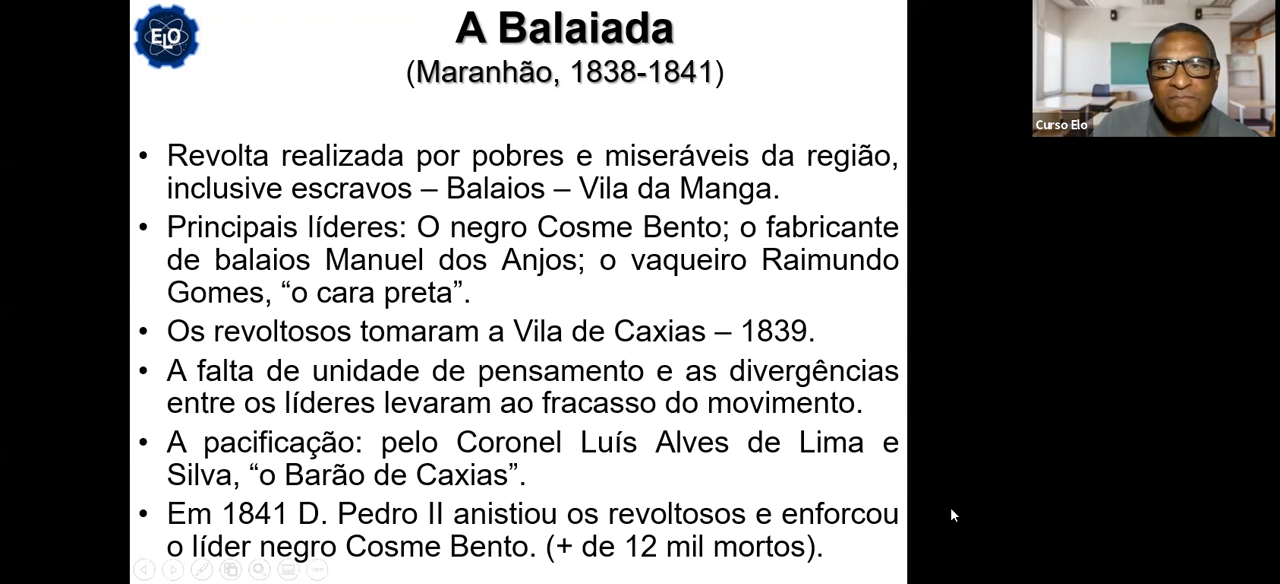 ELO
A Balaiada
(Maranhão, 1838-1841)
Curso Elo
• Revolta realizada por pobres e miseráveis da região,
inclusive escravos – Balaios – Vila da Manga.
• Principais líderes: O negro Cosme Bento; o fabricante
de balaios Manuel dos Anjos; o vaqueiro Raimundo
Gomes, “o cara preta”.
• Os revoltosos tomaram a Vila de Caxias – 1839.
• A falta de unidade de pensamento e as divergências
entre os líderes levaram ao fracasso do movimento.
• A pacificação: pelo Coronel Luís Alves de Lima e
Silva, “o Barão de Caxias”.
• Em 1841 D. Pedro II anistiou os revoltosos e enforcou
o líder negro Cosme Bento. (+ de 12 mil mortos).